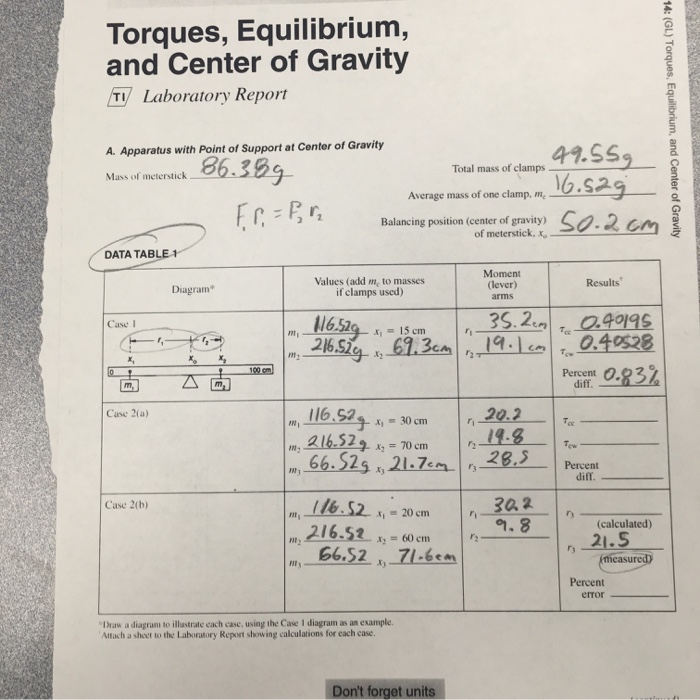 Torques, Equilibrium,
and Center of Gravity
TI Laboratory Report
14: (GL) Torques, Equilibrium, and Center of Gravity
A. Apparatus with Point of Support at Center of Gravity
Mass of meterstick 86.38g
Total mass of clamps 49.55g
Average mass of one clamp, mc 16.52g
F₁r₁ = F₂r₂
Balancing position (center of gravity) 50.2 cm
of meterstick, x₀
DATA TABLE 1
Diagram*
Values (add mc to masses
if clamps used)
Moment
(lever)
arms
Results†
Case 1
r₁ r₂
x₁ x₀ x₂
0 100 cm
m₁ m₂
m₁ 116.52g x₁ = 15 cm
m₂ 216.52g x₂ 69.3cm
r₁ 35.2cm
r₂ 19.1cm
τcc 0.40195
τcw 0.40528
Percent 0.83%
diff.
Case 2(a)
m₁ 116.52g x₁ = 30 cm
m₂ 216.52g x₂ = 70 cm
m₃ 66.52g x₃ 21.7cm
r₁ 20.2
r₂ 19.8
r₃ 28.5
τcc
τcw
Percent
diff.
Case 2(b)
m₁ 116.52 x₁ = 20 cm
m₂ 216.52 x₂ = 60 cm
m₃ 66.52 x₃ 71.6cm
r₁ 30.2
r₂ 9.8
r₃
(calculated)
r₃ 21.5
(measured)
Percent
error
*Draw a diagram to illustrate each case, using the Case 1 diagram as an example.
†Attach a sheet to the Laboratory Report showing calculations for each case.
Don't forget units